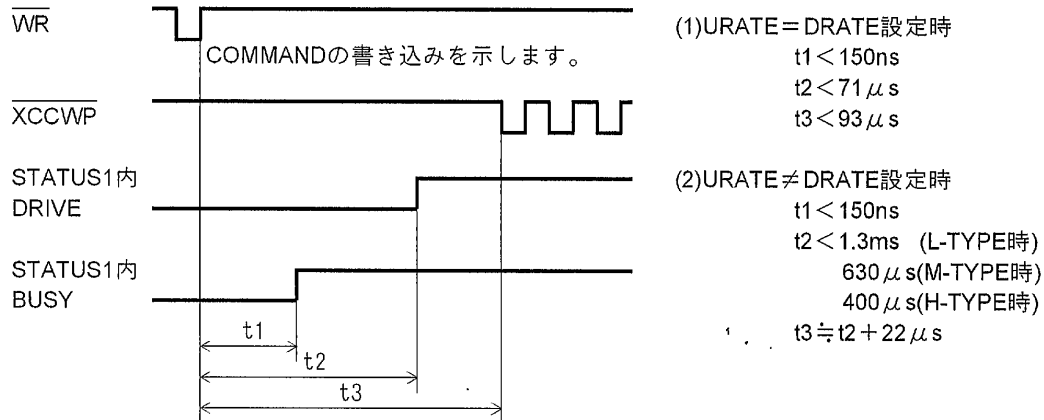 WR
COMMANDの書き込みを示します。
XCCWP
STATUS1内
DRIVE
STATUS1内
BUSY
t1
t2
t3
(1)URATE=DRATE設定時
t1<150ns
t2<71μs
t3<93μs
(2)URATE≠DRATE設定時
t1<150ns
t2<1.3ms (L-TYPE時)
630μs(M-TYPE時)
400μs(H-TYPE時)
t3≒t2+22μs